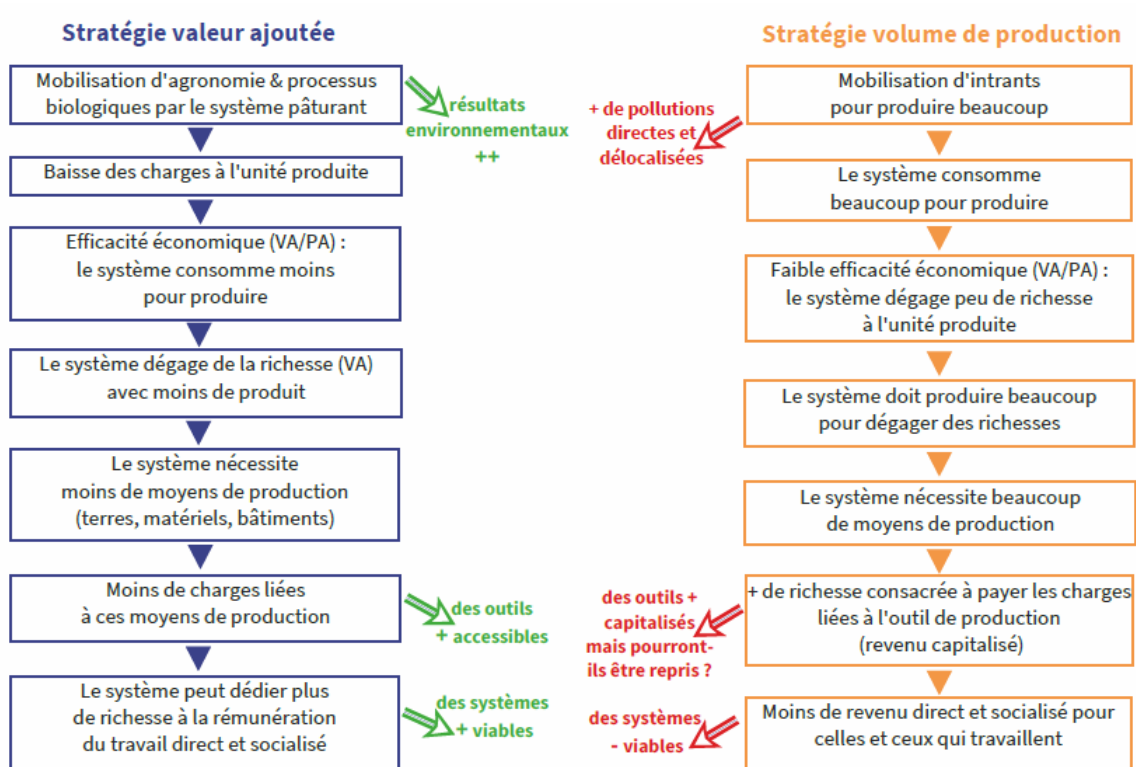 Stratégie valeur ajoutée
Mobilisation d'agronomie & processus
biologiques par le système pâturant
résultats
environnementaux
++
Baisse des charges à l'unité produite
Efficacité économique (VA/PA) :
le système consomme moins
pour produire
Le système dégage de la richesse (VA)
avec moins de produit
Le système nécessite
moins de moyens de production
(terres, matériels, bâtiments)
Moins de charges liées
à ces moyens de production
des outils
+ accessibles
Le système peut dédier plus
de richesse à la rémunération
du travail direct et socialisé
des systèmes
+ viables
Stratégie volume de production
Mobilisation d'intrants
pour produire beaucoup
+ de pollutions
directes et
délocalisées
Le système consomme
beaucoup pour produire
Faible efficacité économique (VA/PA) :
le système dégage peu de richesse
à l'unité produite
Le système doit produire beaucoup
pour dégager des richesses
Le système nécessite beaucoup
de moyens de production
+ de richesse consacrée à payer les charges
liées à l'outil de production
(revenu capitalisé)
des outils +
capitalisés
mais pourront-
ils être repris ?
Moins de revenu direct et socialisé pour
celles et ceux qui travaillent
des systèmes
- viables